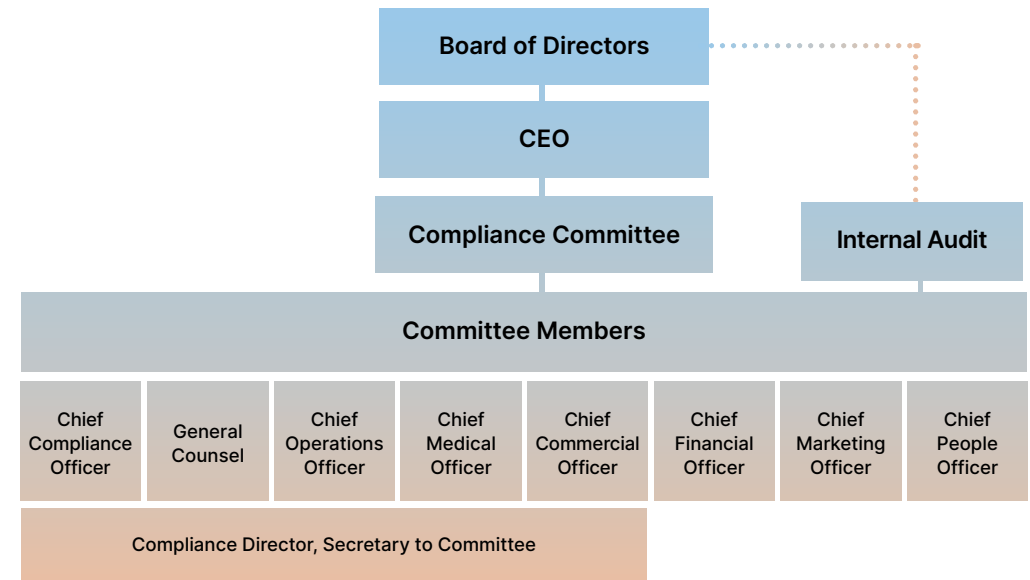 Board of Directors
CEO
Compliance Committee
Internal Audit
Committee Members
Chief
Compliance
Officer
General
Counsel
Chief
Operations
Officer
Chief
Medical
Officer
Chief
Commercial
Officer
Chief
Financial
Officer
Chief
Marketing
Officer
Chief
People
Officer
Compliance Director, Secretary to Committee